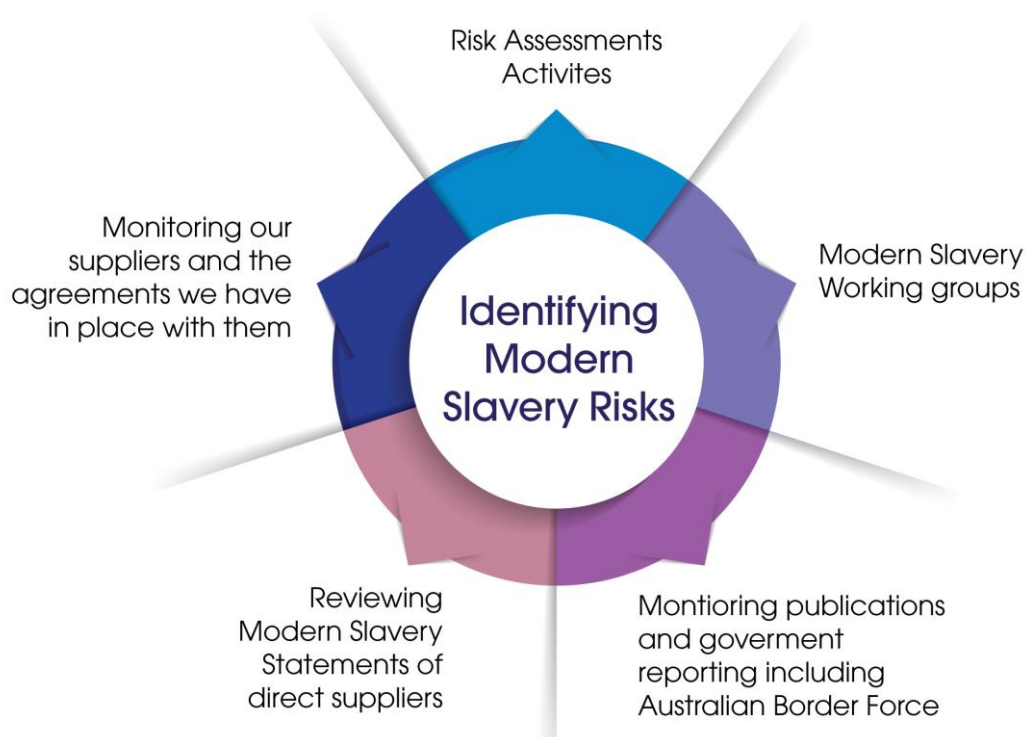 Risk Assessments
Activites
Modern Slavery
Working groups
Montioring publications
and goverment
reporting including
Australian Border Force
Reviewing
Modern Slavery
Statements of
direct suppliers
Monitoring our
suppliers and the
agreements we have
in place with them
Identifying
Modern
Slavery Risks